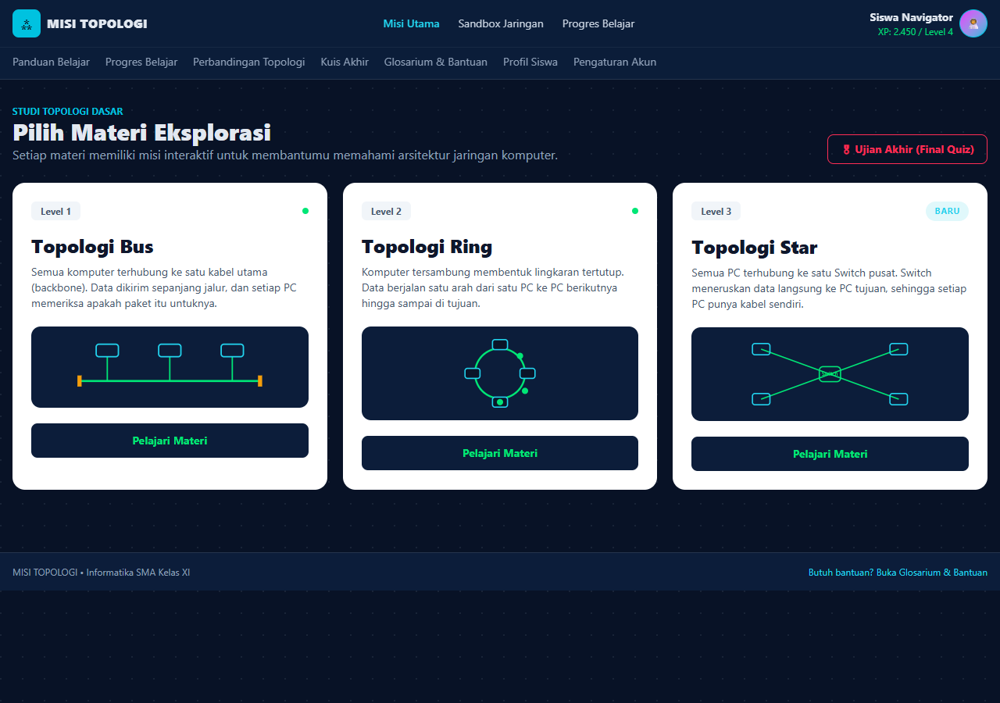 MISI TOPOLOGI
Misi Utama
Sandbox Jaringan
Progres Belajar
Siswa Navigator
XP: 2.450 / Level 4
Panduan Belajar
Progres Belajar
Perbandingan Topologi
Kuis Akhir
Glosarium & Bantuan
Profil Siswa
Pengaturan Akun
STUDI TOPOLOGI DASAR
Pilih Materi Eksplorasi
Setiap materi memiliki misi interaktif untuk membantumu memahami arsitektur jaringan komputer.
Ujian Akhir (Final Quiz)
Level 1
Topologi Bus
Semua komputer terhubung ke satu kabel utama
(backbone). Data dikirim sepanjang jalur, dan setiap PC
memeriksa apakah paket itu untuknya.
Pelajari Materi
Level 2
Topologi Ring
Komputer tersambung membentuk lingkaran tertutup.
Data berjalan satu arah dari satu PC ke PC berikutnya
hingga sampai di tujuan.
Pelajari Materi
Level 3
BARU
Topologi Star
Semua PC terhubung ke satu Switch pusat. Switch
meneruskan data langsung ke PC tujuan, sehingga setiap
PC punya kabel sendiri.
Pelajari Materi
MISI TOPOLOGI • Informatika SMA Kelas XI
Butuh bantuan? Buka Glosarium & Bantuan